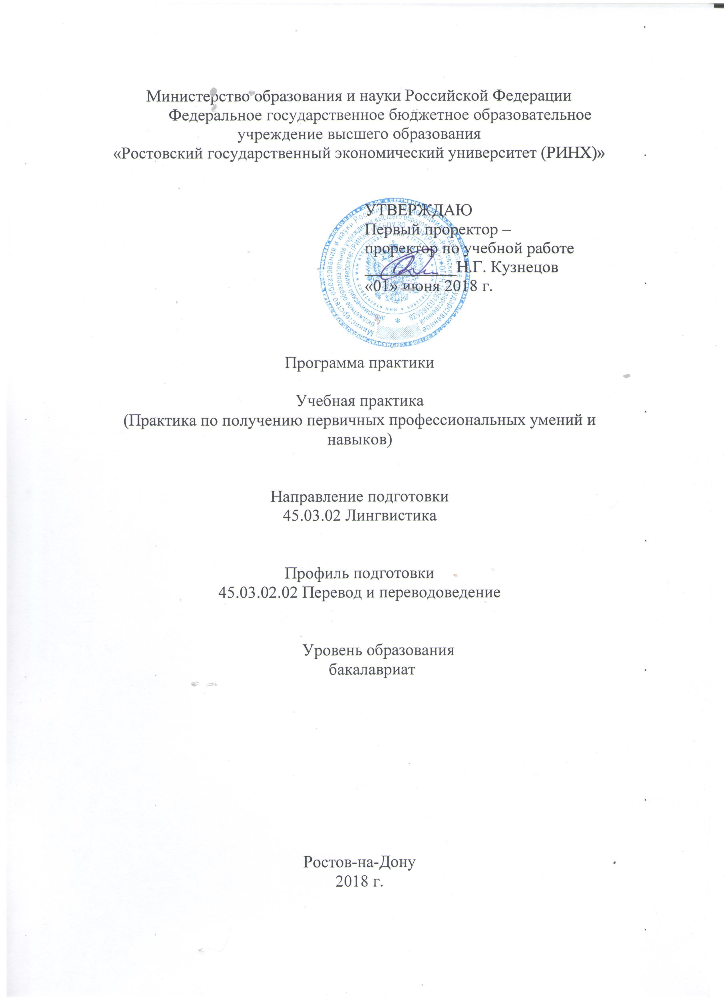 Министерство образования и науки Российской Федерации
Федеральное государственное бюджетное образовательное
учреждение высшего образования
«Ростовский государственный экономический университет (РИНХ)»
УТВЕРЖДАЮ
Первый проректор –
проректор по учебной работе
Н.Г. Кузнецов
«01» июня 2018 г.
Программа практики
Учебная практика
(Практика по получению первичных профессиональных умений и
навыков)
Направление подготовки
45.03.02 Лингвистика
Профиль подготовки
45.03.02.02 Перевод и переводоведение
Уровень образования
бакалавриат
Ростов-на-Дону
2018 г.